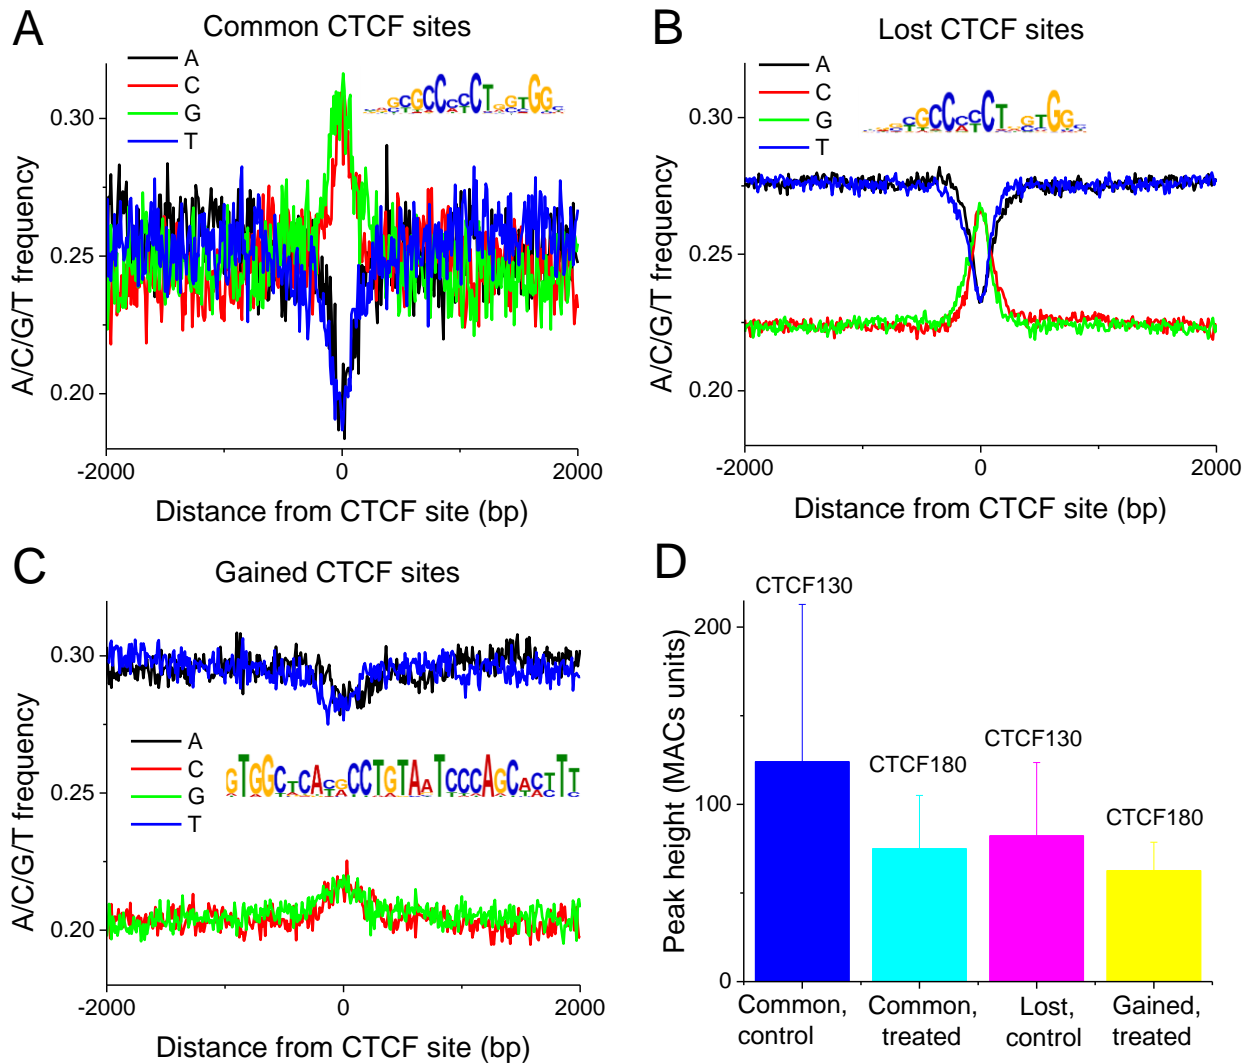 A
Common CTCF sites
A
C
G
T
0.30
0.25
0.20
A/C/G/T frequency
-2000
0
2000
Distance from CTCF site (bp)
B
Lost CTCF sites
A
C
G
T
0.30
0.25
0.20
A/C/G/T frequency
-2000
0
2000
Distance from CTCF site (bp)
C
Gained CTCF sites
0.30
0.25
0.20
A/C/G/T frequency
A
C
G
T
GTGGCTCACGCCTGTAATCCCAGCACTTT
-2000
0
2000
Distance from CTCF site (bp)
D
CTCF130
CTCF180
CTCF130
CTCF180
200
100
0
Peak height (MACs units)
Common,
control
Common,
treated
Lost,
control
Gained,
treated